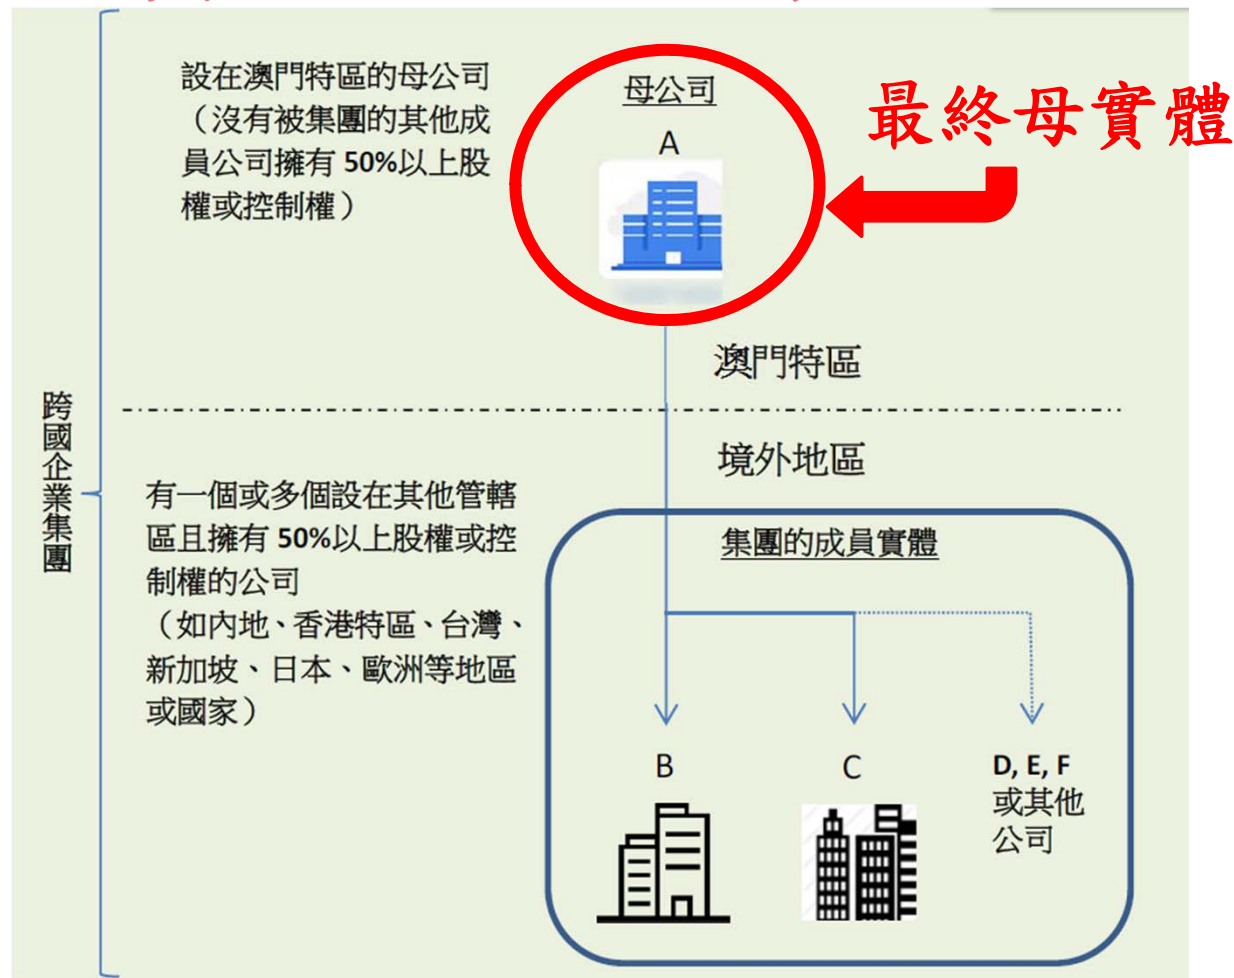 設在澳門特區的母公司
（沒有被集團的其他成
員公司擁有 50%以上股
權或控制權）
母公司
A
最終母實體
澳門特區
境外地區
跨國企業集團
有一個或多個設在其他管轄
區且擁有 50%以上股權或控
制權的公司
（如內地、香港特區、台灣、
新加坡、日本、歐洲等地區
或國家）
集團的成員實體
B
C
D, E, F
或其他
公司